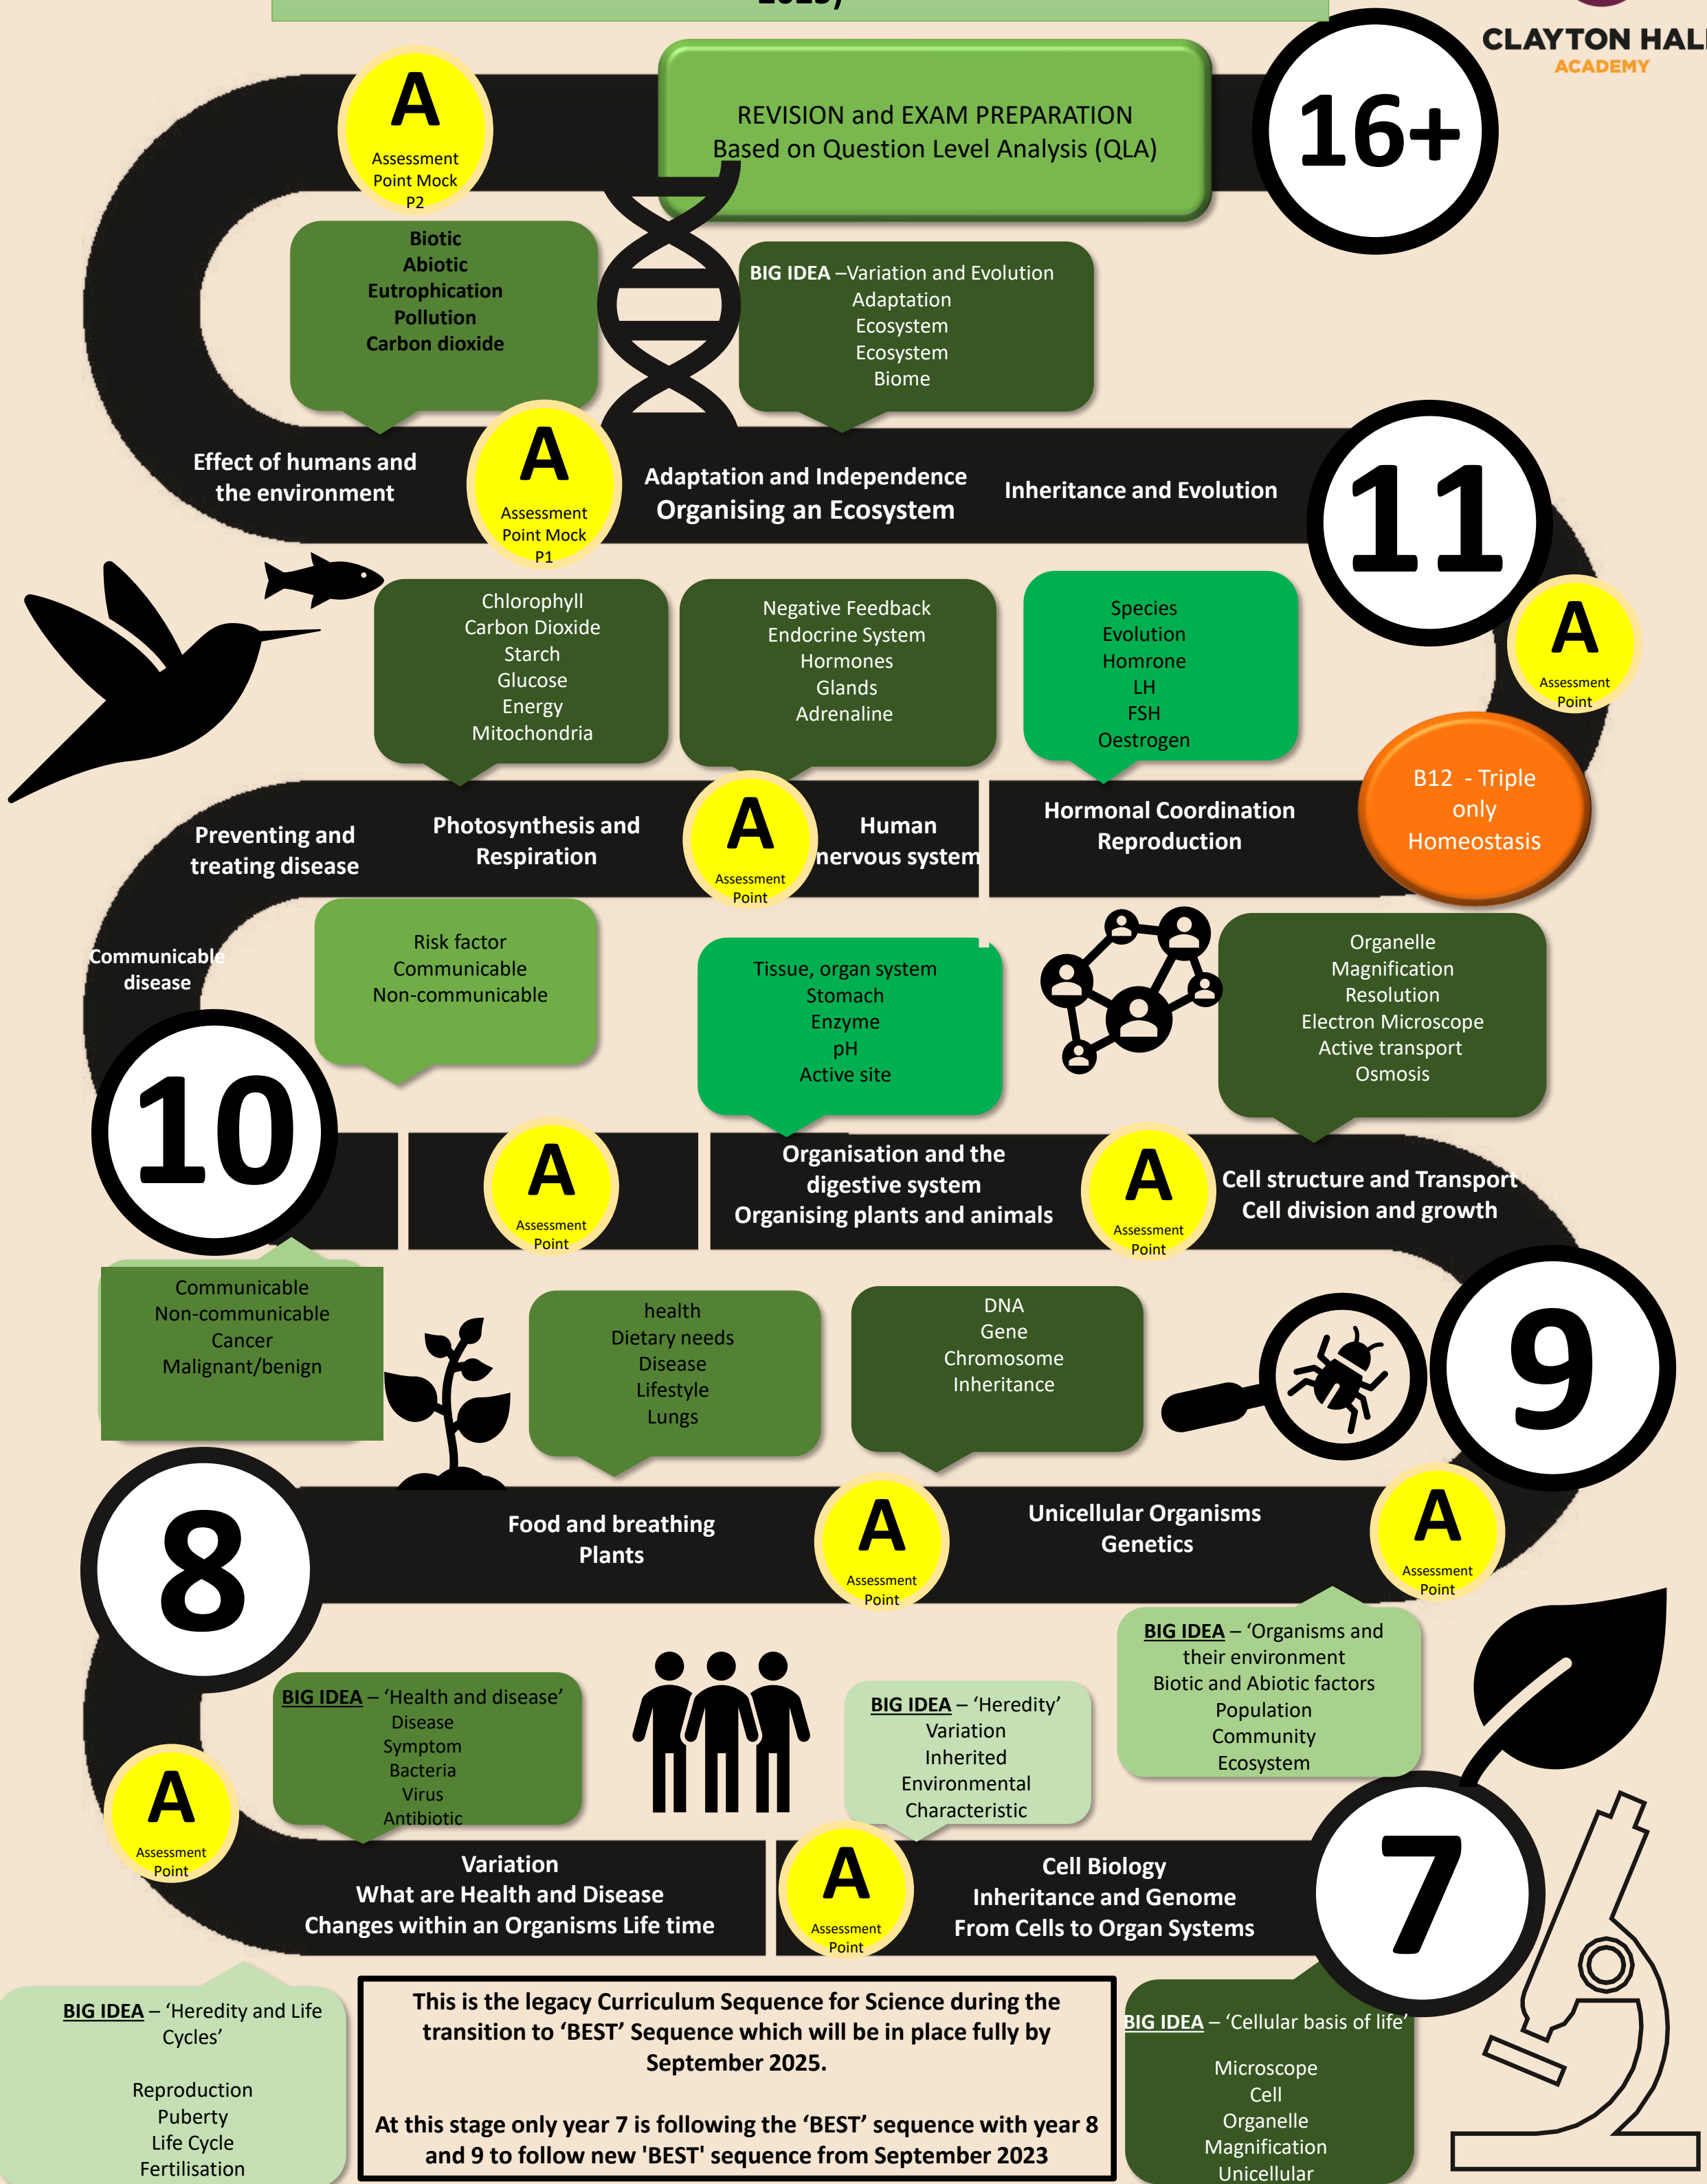 CLAYTON HALL
ACADEMY
16+
REVISION and EXAM PREPARATION
Based on Question Level Analysis (QLA)
A
Assessment
Point Mock
P2
Biotic
Abiotic
Eutrophication
Pollution
Carbon dioxide
BIG IDEA –Variation and Evolution
Adaptation
Ecosystem
Ecosystem
Biome
Effect of humans and
the environment
A
Assessment
Point Mock
P1
Adaptation and Independence
Organising an Ecosystem
Inheritance and Evolution
11
A
Assessment
Point
Chlorophyll
Carbon Dioxide
Starch
Glucose
Energy
Mitochondria
Negative Feedback
Endocrine System
Hormones
Glands
Adrenaline
Species
Evolution
Homrone
LH
FSH
Oestrogen
B12 - Triple
only
Homeostasis
Preventing and
treating disease
Photosynthesis and
Respiration
A
Assessment
Point
Human
nervous system
Hormonal Coordination
Reproduction
Communicable
disease
Risk factor
Communicable
Non-communicable
Tissue, organ system
Stomach
Enzyme
pH
Active site
Organelle
Magnification
Resolution
Electron Microscope
Active transport
Osmosis
10
A
Assessment
Point
Organisation and the
digestive system
Organising plants and animals
A
Assessment
Point
Cell structure and Transport
Cell division and growth
Communicable
Non-communicable
Cancer
Malignant/benign
health
Dietary needs
Disease
Lifestyle
Lungs
DNA
Gene
Chromosome
Inheritance
9
8
Food and breathing
Plants
A
Assessment
Point
Unicellular Organisms
Genetics
A
Assessment
Point
BIG IDEA – ‘Health and disease’
Disease
Symptom
Bacteria
Virus
Antibiotic
BIG IDEA – ‘Heredity’
Variation
Inherited
Environmental
Characteristic
BIG IDEA – ‘Organisms and
their environment
Biotic and Abiotic factors
Population
Community
Ecosystem
A
Assessment
Point
Variation
What are Health and Disease
Changes within an Organisms Life time
A
Assessment
Point
Cell Biology
Inheritance and Genome
From Cells to Organ Systems
7
BIG IDEA – ‘Heredity and Life
Cycles’
Reproduction
Puberty
Life Cycle
Fertilisation
This is the legacy Curriculum Sequence for Science during the
transition to ‘BEST’ Sequence which will be in place fully by
September 2025.
At this stage only year 7 is following the ‘BEST’ sequence with year 8
and 9 to follow new 'BEST' sequence from September 2023
BIG IDEA – ‘Cellular basis of life’
Microscope
Cell
Organelle
Magnification
Unicellular